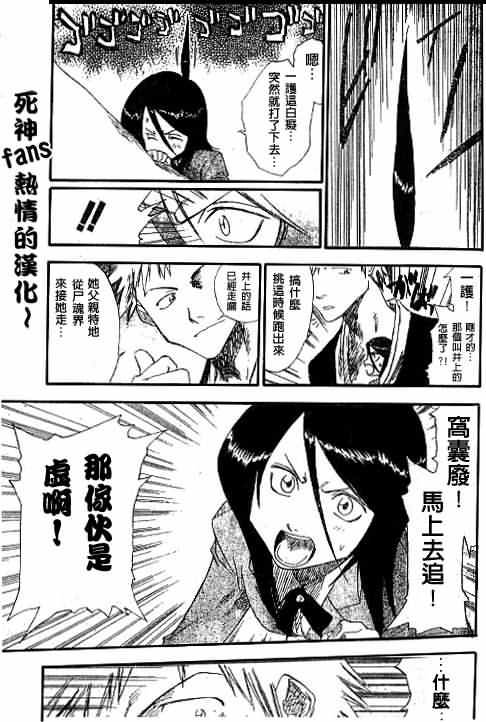 嗯…
一護這白癡…
突然就打了下去…
ゴゴゴゴゴ
死神fans熱情的漢化～
!!
一護！
剛才的…
那個叫井上的
怎麼了？！
搞什麼
挑這時候跑出來
井上的話
已經走囉
她父親特地
從尸魂界
來接她走…
窩囊廢！
馬上去追！
那傢伙是
虛啊！
…什麼…